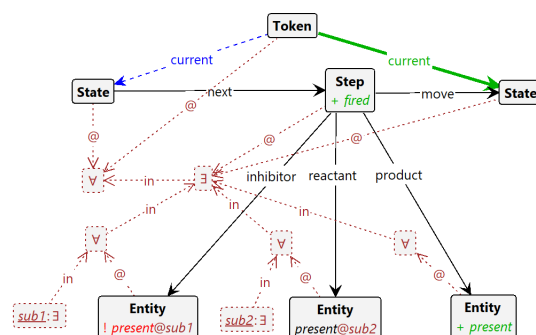 Token
current
current
State
next
Step
+ fired
move
State
@
@
@
@
∀
in
∃
inhibitor
reactant
product
in
in
in
∀
∀
∀
in
@
in
@
@
sub1:∃
Entity
! present@sub1
sub2:∃
Entity
present@sub2
Entity
+ present